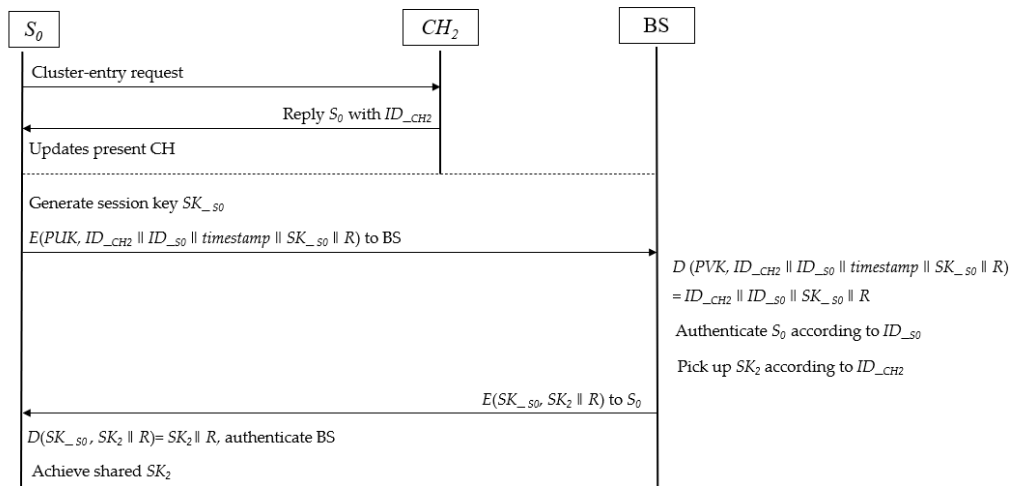 S0 CH2 BS
Cluster-entry request
Reply S0 with ID_CH2
Updates present CH
Generate session key SK_S0
E(PUK, ID_CH2 || ID_S0 || timestamp || SK_S0 || R) to BS
D (PVK, ID_CH2 || ID_S0 || timestamp || SK_S0 || R)
= ID_CH2 || ID_S0 || SK_S0 || R
Authenticate S0 according to ID_S0
Pick up SK2 according to ID_CH2
E(SK_S0, SK2 || R) to S0
D(SK_S0, SK2 || R)= SK2 || R, authenticate BS
Achieve shared SK2